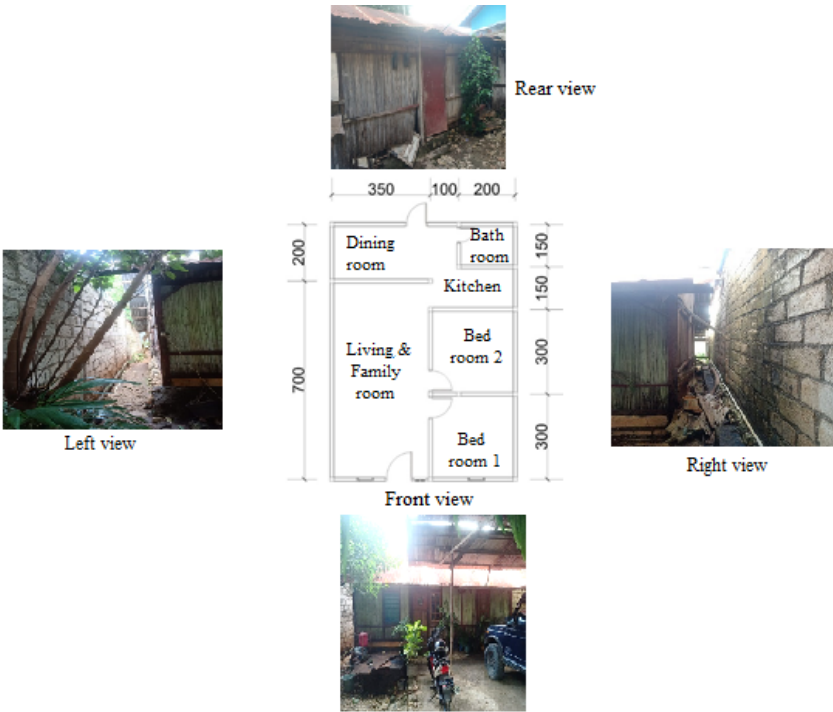 Rear view
350 100 200
200
700
Dining
room
Bath
room
Kitchen
Living &
Family
room
Bed
room 2
Bed
room 1
150
150
300
300
Left view
Right view
Front view